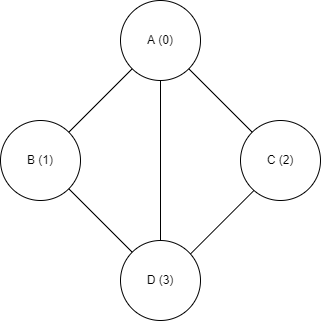 A (0)
B (1)
C (2)
D (3)